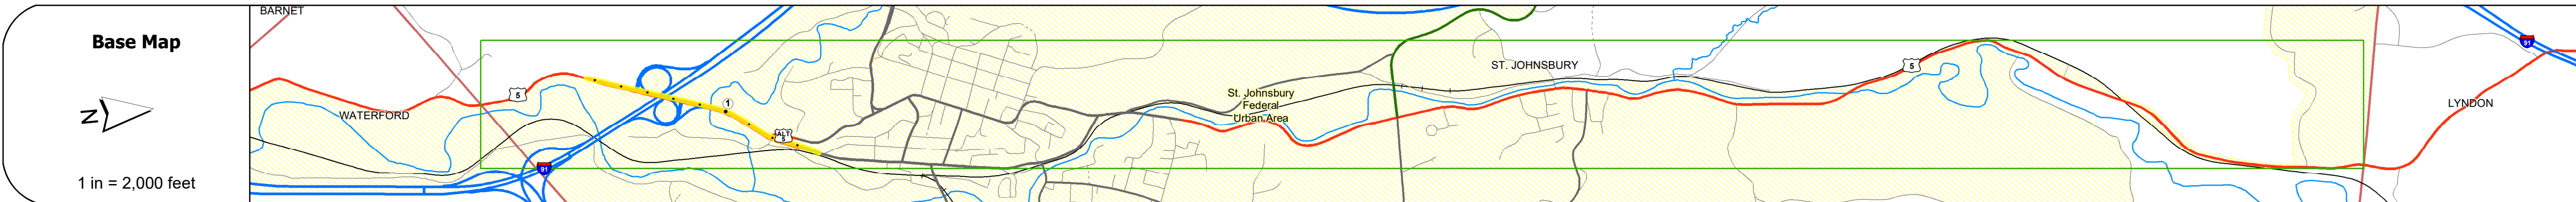 Base Map
N
1 in = 2,000 feet
BARNET
5
WATERFORD
91
1
ALT
5
St. Johnsbury
Federal
Urban Area
ST. JOHNSBURY
5
LYNDON
91